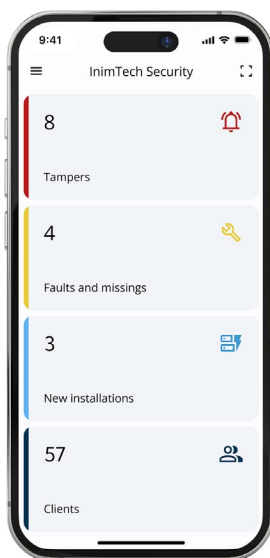 9:41
InimTech Security
8
Tampers
4
Faults and missings
3
New installations
57
Clients